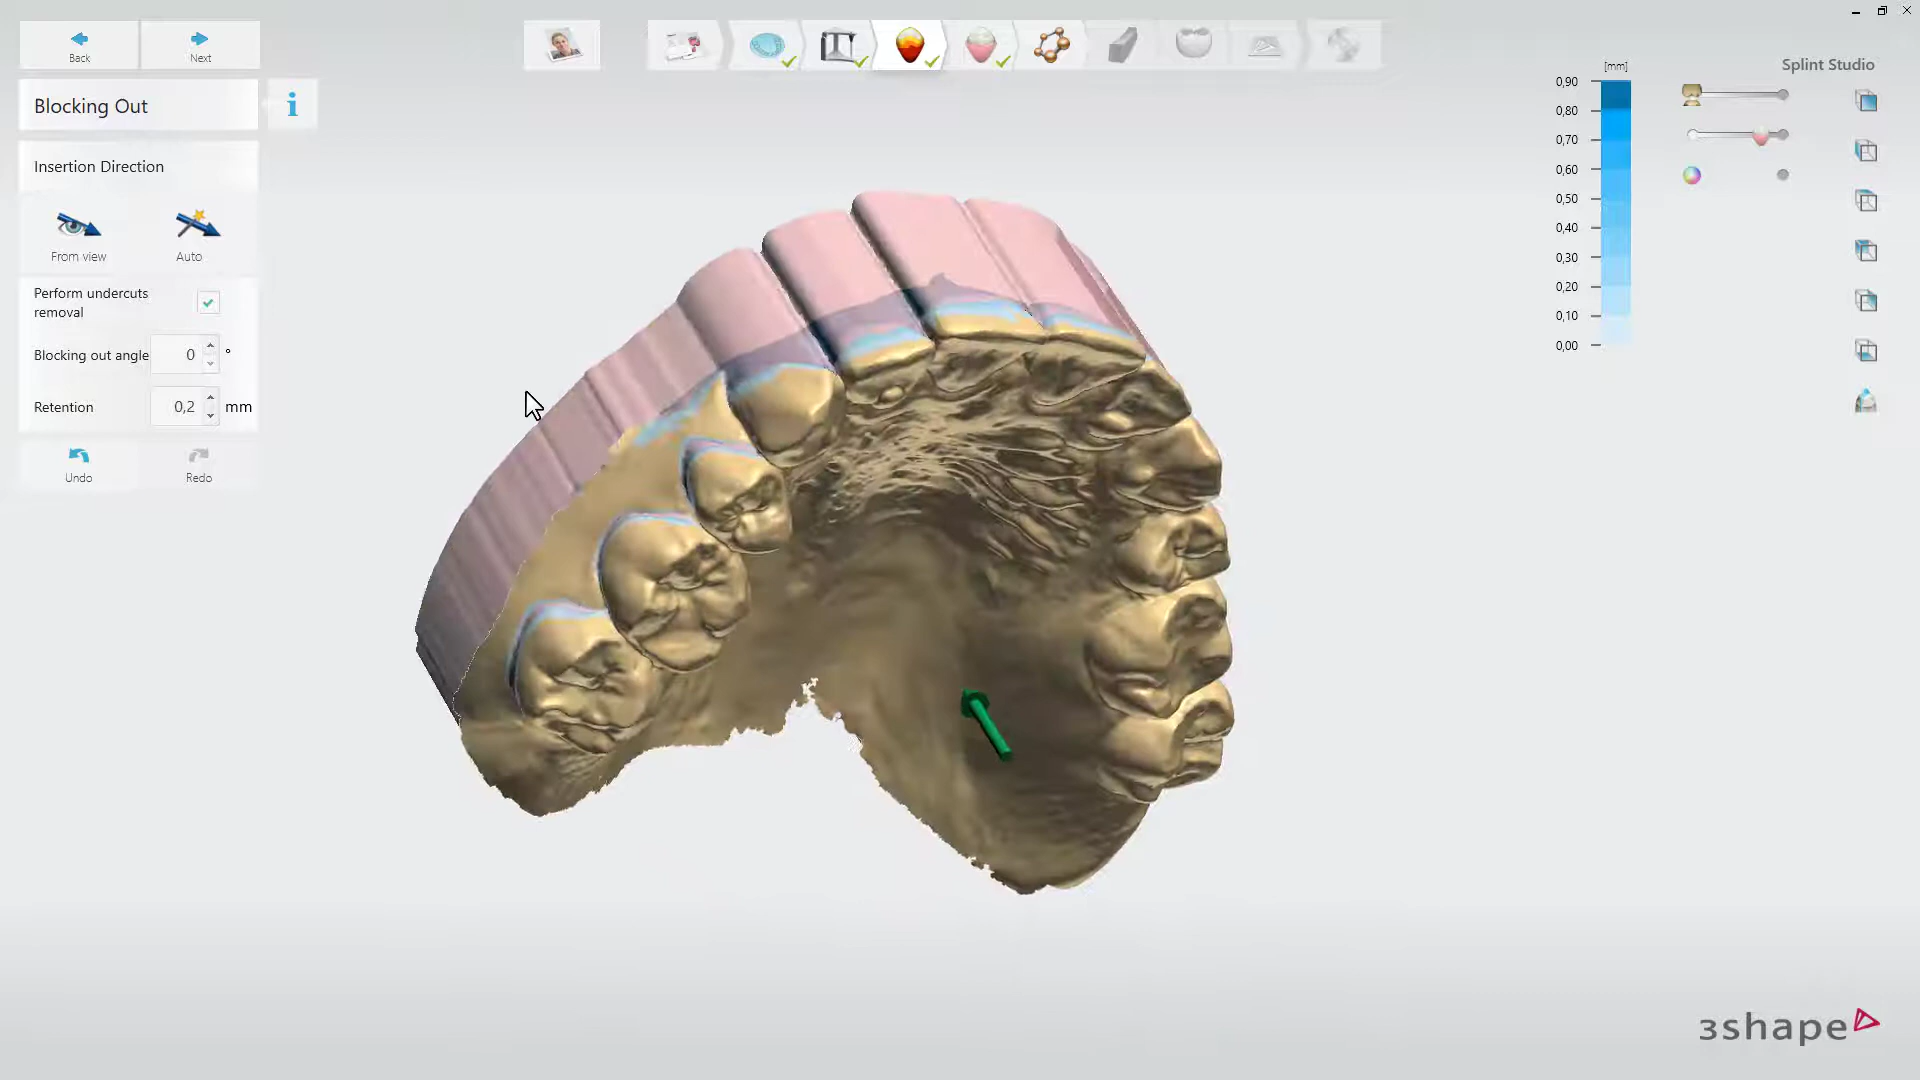 Back
Next
[mm]
Splint Studio
Blocking Out
i
Insertion Direction
From view
Auto
Perform undercuts
removal
Blocking out angle 0 °
Retention 0,2 mm
Undo
Redo
0,90
0,80
0,70
0,60
0,50
0,40
0,30
0,20
0,10
0,00
3shape